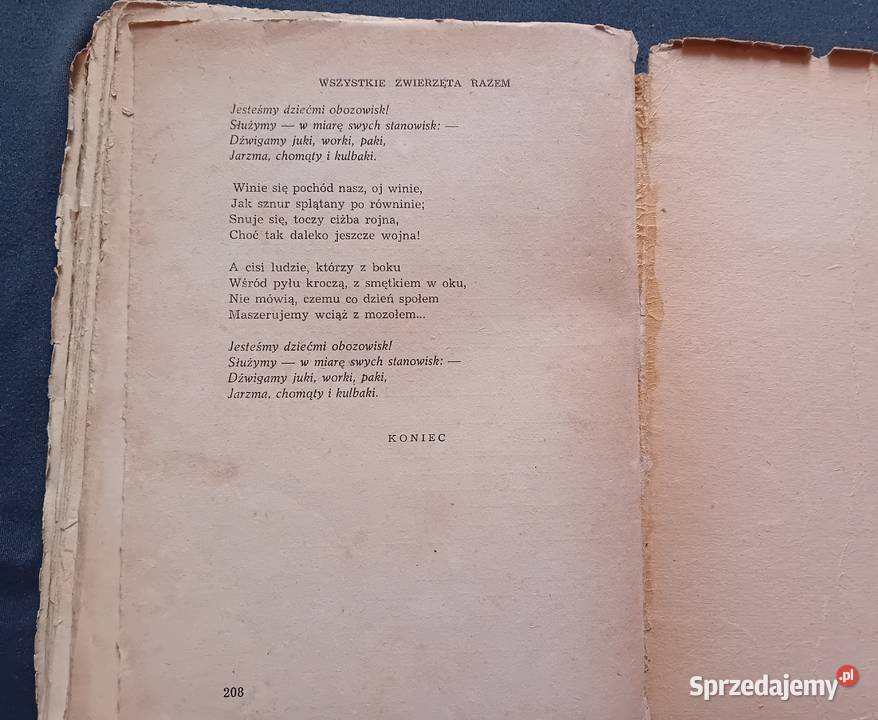 WSZYSTKIE ZWIERZĘTA RAZEM
Jesteśmy dziećmi obozowisk!
Służymy — w miarę swych stanowisk: —
Dźwigamy juki, worki, paki,
Jarzma, chomąty i kulbaki.
Winie się pochód nasz, oj winie,
Jak sznur splątany po równinie;
Snuje się, toczy ciżba rojna,
Choć tak daleko jeszcze wojna!
A cisi ludzie, którzy z boku
Wśród pyłu kroczą, z smętkiem w oku,
Nie mówią, czemu co dzień społem
Maszerujemy wciąż z mozołem...
Jesteśmy dziećmi obozowisk!
Służymy — w miarę swych stanowisk: —
Dźwigamy juki, worki, paki,
Jarzma, chomąty i kulbaki.
KONIEC
208
Sprzedajemy.pl